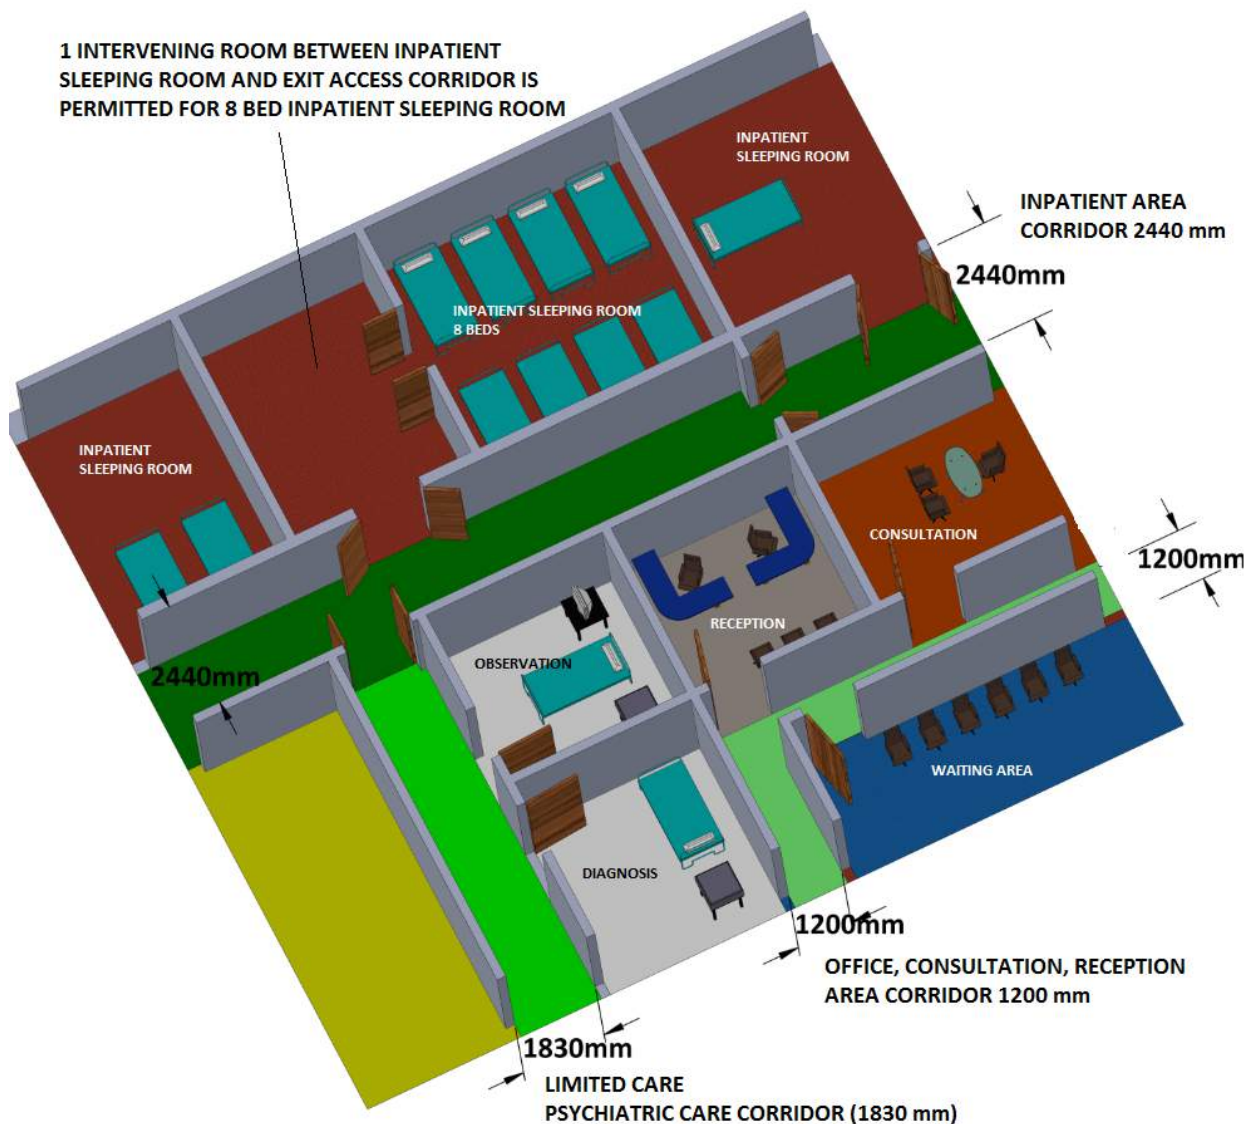 1 INTERVENING ROOM BETWEEN INPATIENT
SLEEPING ROOM AND EXIT ACCESS CORRIDOR IS
PERMITTED FOR 8 BED INPATIENT SLEEPING ROOM
INPATIENT
SLEEPING ROOM
INPATIENT AREA
CORRIDOR 2440 mm
2440mm
INPATIENT SLEEPING ROOM
8 BEDS
INPATIENT
SLEEPING ROOM
CONSULTATION
1200mm
RECEPTION
OBSERVATION
2440mm
WAITING AREA
DIAGNOSIS
1200mm
OFFICE, CONSULTATION, RECEPTION
AREA CORRIDOR 1200 mm
1830mm
LIMITED CARE
PSYCHIATRIC CARE CORRIDOR (1830 mm)